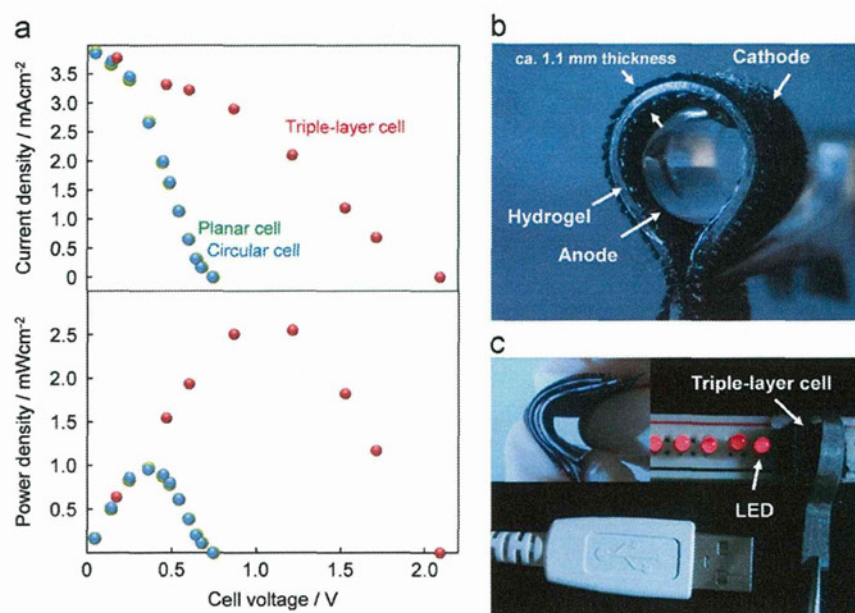 a
Current density / mAcm-2
3.5
3.0
2.5
2.0
1.5
1.0
0.5
0
Triple-layer cell
Planar cell
Circular cell
Power density / mWcm-2
2.5
2.0
1.5
1.0
0.5
0
0.5
1.0
1.5
2.0
Cell voltage / V
b
ca. 1.1 mm thickness
Cathode
Hydrogel
Anode
c
Triple-layer cell
LED